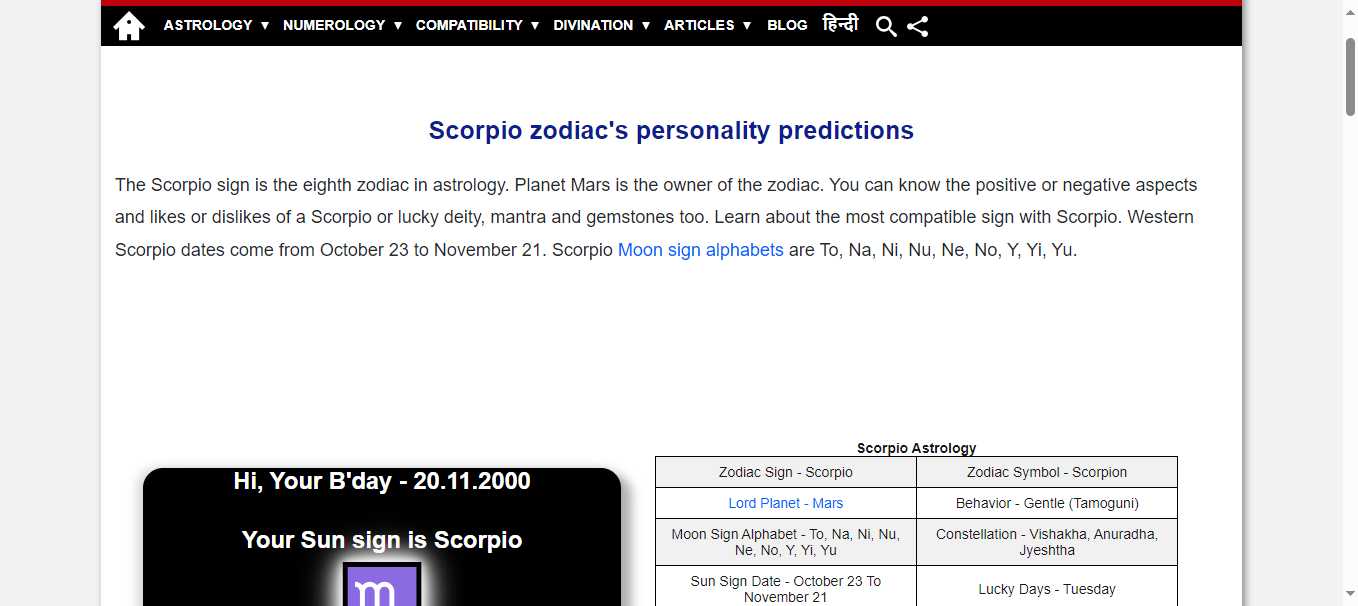 ASTROLOGY ▼ NUMEROLOGY ▼ COMPATIBILITY ▼ DIVINATION ▼ ARTICLES ▼ BLOG हिन्दी
Scorpio zodiac's personality predictions
The Scorpio sign is the eighth zodiac in astrology. Planet Mars is the owner of the zodiac. You can know the positive or negative aspects
and likes or dislikes of a Scorpio or lucky deity, mantra and gemstones too. Learn about the most compatible sign with Scorpio. Western
Scorpio dates come from October 23 to November 21. Scorpio Moon sign alphabets are To, Na, Ni, Nu, Ne, No, Y, Yi, Yu.
Hi, Your B'day - 20.11.2000
Your Sun sign is Scorpio
Scorpio Astrology
Zodiac Sign - Scorpio
Zodiac Symbol - Scorpion
Lord Planet - Mars
Behavior - Gentle (Tamoguni)
Moon Sign Alphabet - To, Na, Ni, Nu,
Ne, No, Y, Yi, Yu
Constellation - Vishakha, Anuradha,
Jyeshtha
Sun Sign Date - October 23 To
November 21
Lucky Days - Tuesday